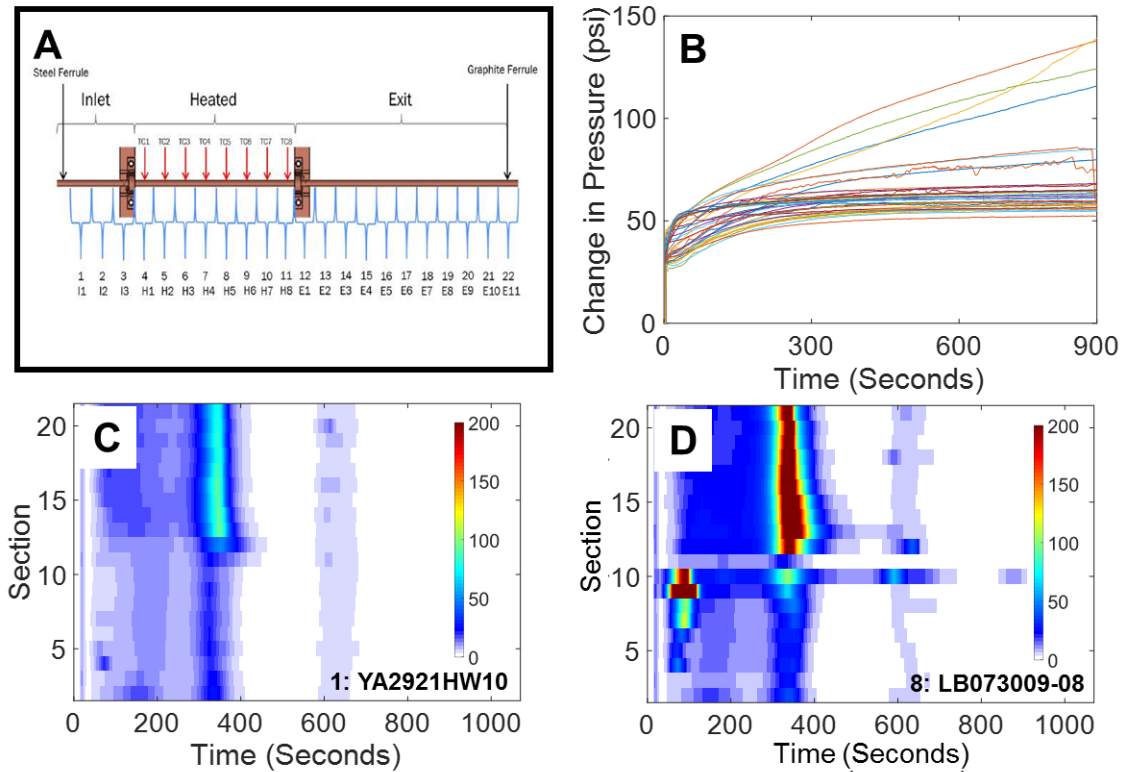 A
Steel Ferrule
Graphite Ferrule
Inlet
Heated
Exit
TC1 TC2 TC3 TC4 TC5 TC6 TC7 TC8
1 2 3 4 5 6 7 8 9 10 11 12 13 14 15 16 17 18 19 20 21 22
I1 I2 I3 H1 H2 H3 H4 H5 H6 H7 H8 E1 E2 E3 E4 E5 E6 E7 E8 E9 E10 E11
B
Change in Pressure (psi)
150
100
50
0
0 300 600 900
Time (Seconds)
C
Section
20
15
10
5
200
150
100
50
0
1: YA2921HW10
0 200 400 600 800 1000
Time (Seconds)
D
Section
20
15
10
5
200
150
100
50
0
8: LB073009-08
0 200 400 600 800 1000
Time (Seconds)